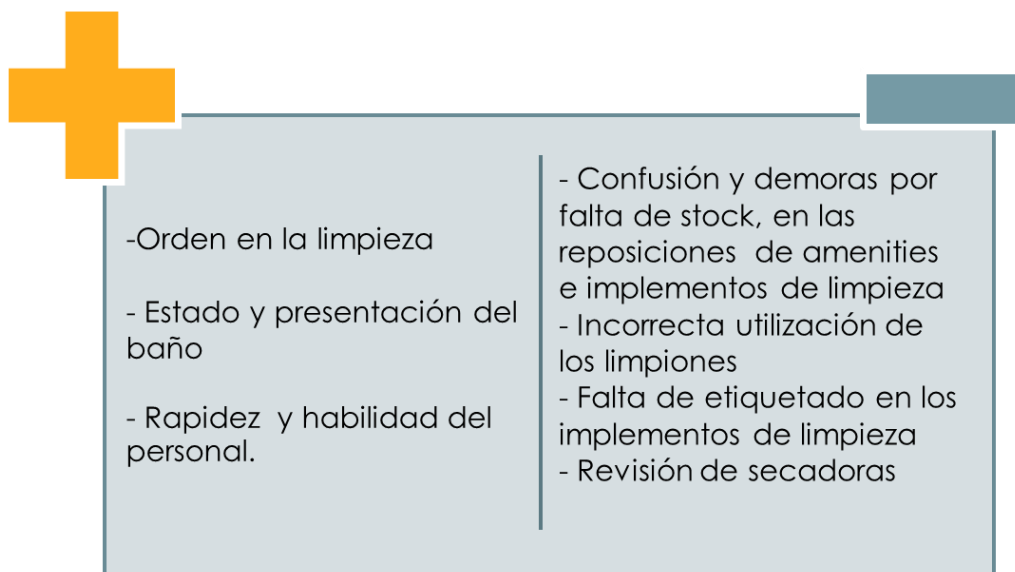 -Orden en la limpieza
- Estado y presentación del
baño
- Rapidez y habilidad del
personal.
- Confusión y demoras por
falta de stock, en las
reposiciones de amenities
e implementos de limpieza
- Incorrecta utilización de
los limpiones
- Falta de etiquetado en los
implementos de limpieza
- Revisión de secadoras